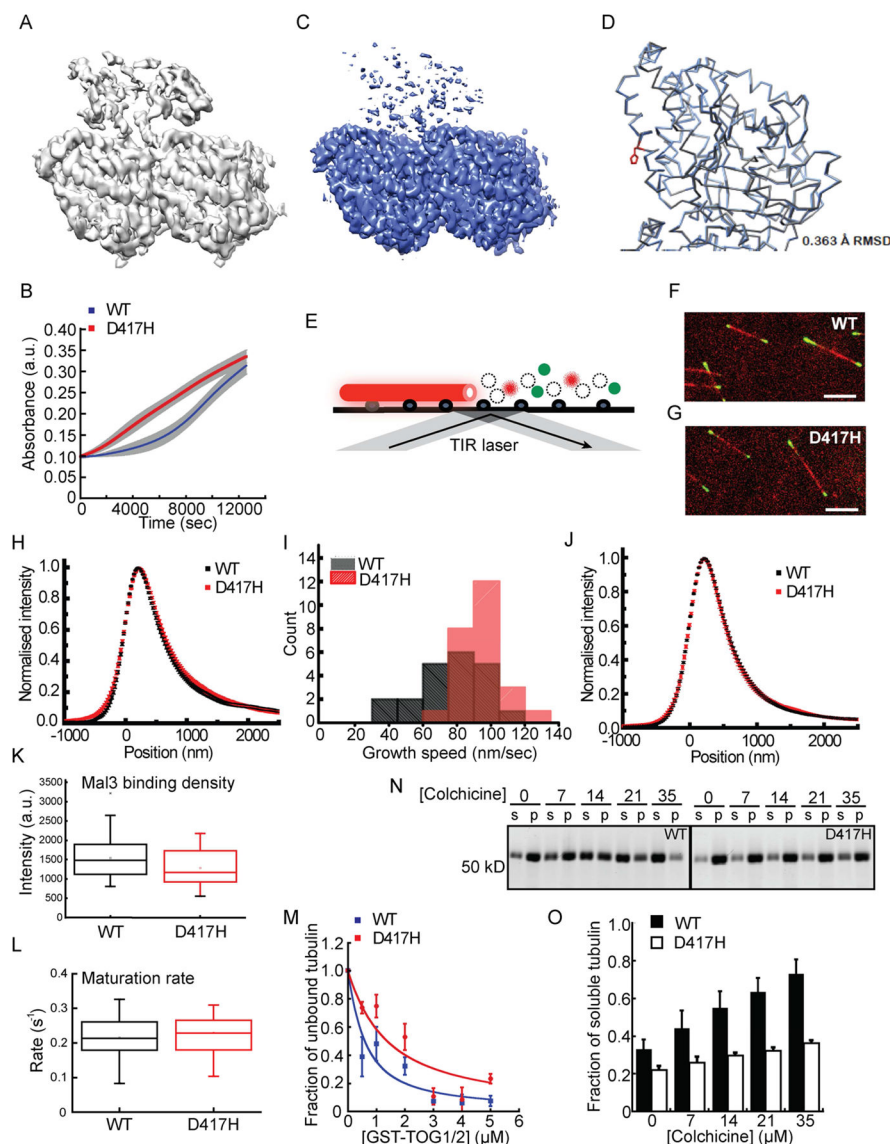 A
C
D
0.363 Å RMSD
B
WT
D417H
0.40
0.35
0.30
0.25
0.20
0.15
0.10
0
Absorbance (a.u.)
4000 8000 12000
Time (sec)
E
TIR laser
F
WT
G
D417H
H
WT
D417H
1.0
0.8
0.6
0.4
0.2
0.0
Normalised intensity
-1000 0 1000 2000
Position (nm)
I
WT
D417H
14
12
10
8
6
4
2
0
Count
0 20 40 60 80 100 120 140
Growth speed (nm/sec)
J
WT
D417H
1.0
0.8
0.6
0.4
0.2
0.0
Normalised intensity
-1000 0 1000 2000
Position (nm)
K
Mal3 binding density
3500
3000
2500
2000
1500
1000
500
0
Intensity (a.u.)
WT D417H
N
[Colchicine] 0 7 14 21 35 0 7 14 21 35
s p s p s p s p s p s p s p s p s p s p
WT D417H
50 kD
L
Maturation rate
0.4
0.3
0.2
0.1
0
Rate (s-1)
WT D417H
M
WT
D417H
1.0
0.8
0.6
0.4
0.2
0
Fraction of unbound tubulin
0 1 2 3 4 5 6
[GST-TOG1/2] (µM)
O
WT
D417H
1.0
0.8
0.6
0.4
0.2
0
Fraction of soluble tubulin
0 7 14 21 35
[Colchicine] (µM)